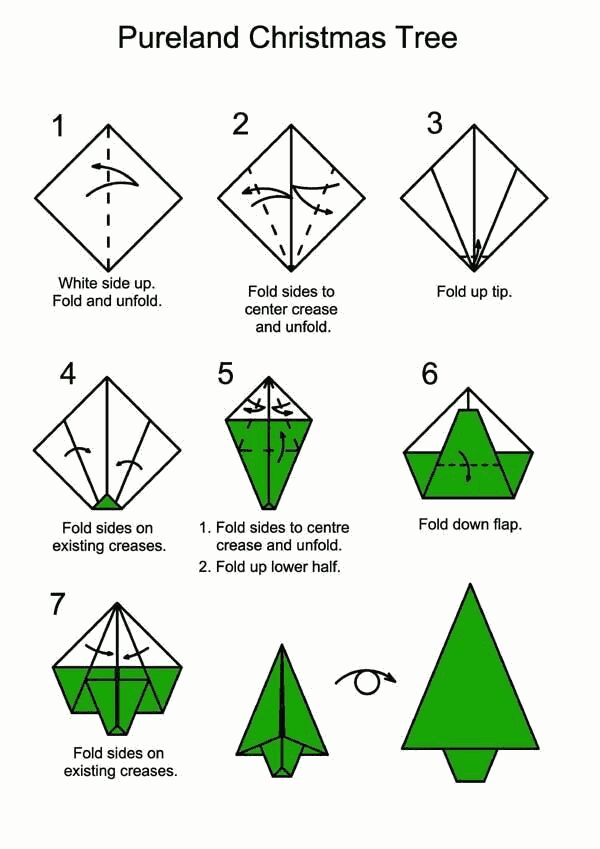 Pureland Christmas Tree
1
White side up.
Fold and unfold.
2
Fold sides to
center crease
and unfold.
3
Fold up tip.
4
Fold sides on
existing creases.
5
1. Fold sides to centre
crease and unfold.
2. Fold up lower half.
6
Fold down flap.
7
Fold sides on
existing creases.